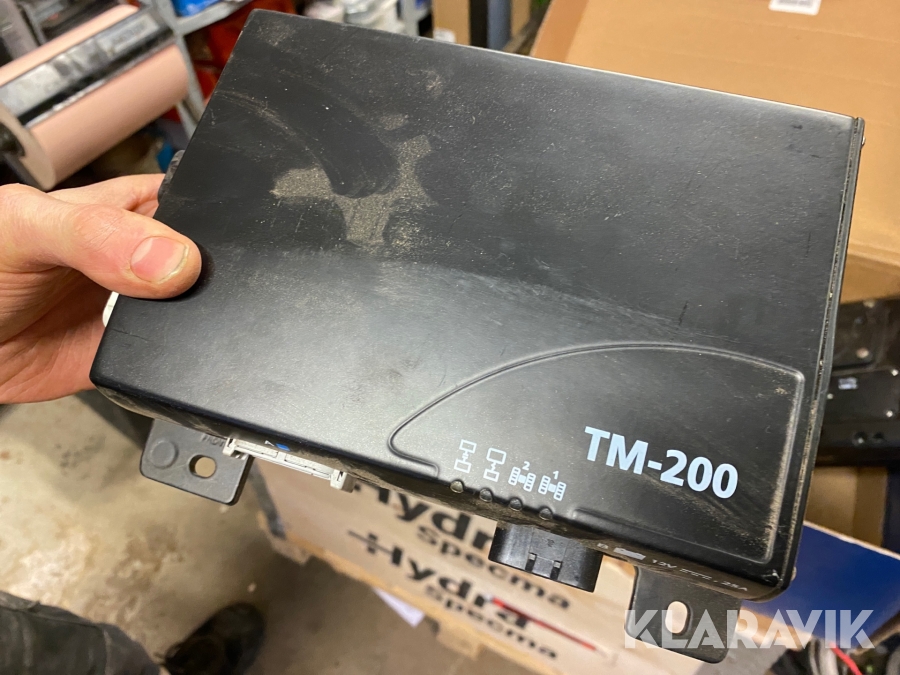 TM-200
2
1
Hydra
Specma
Hydra
Specma
KLARAVIK